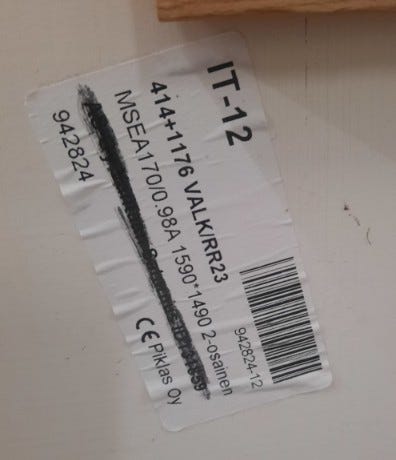 IT-12
414+1176 VALK/RR23
MSEA170/0.98A 1590*1490 2-osainen
942824
CE Piklas Oy
942824-12